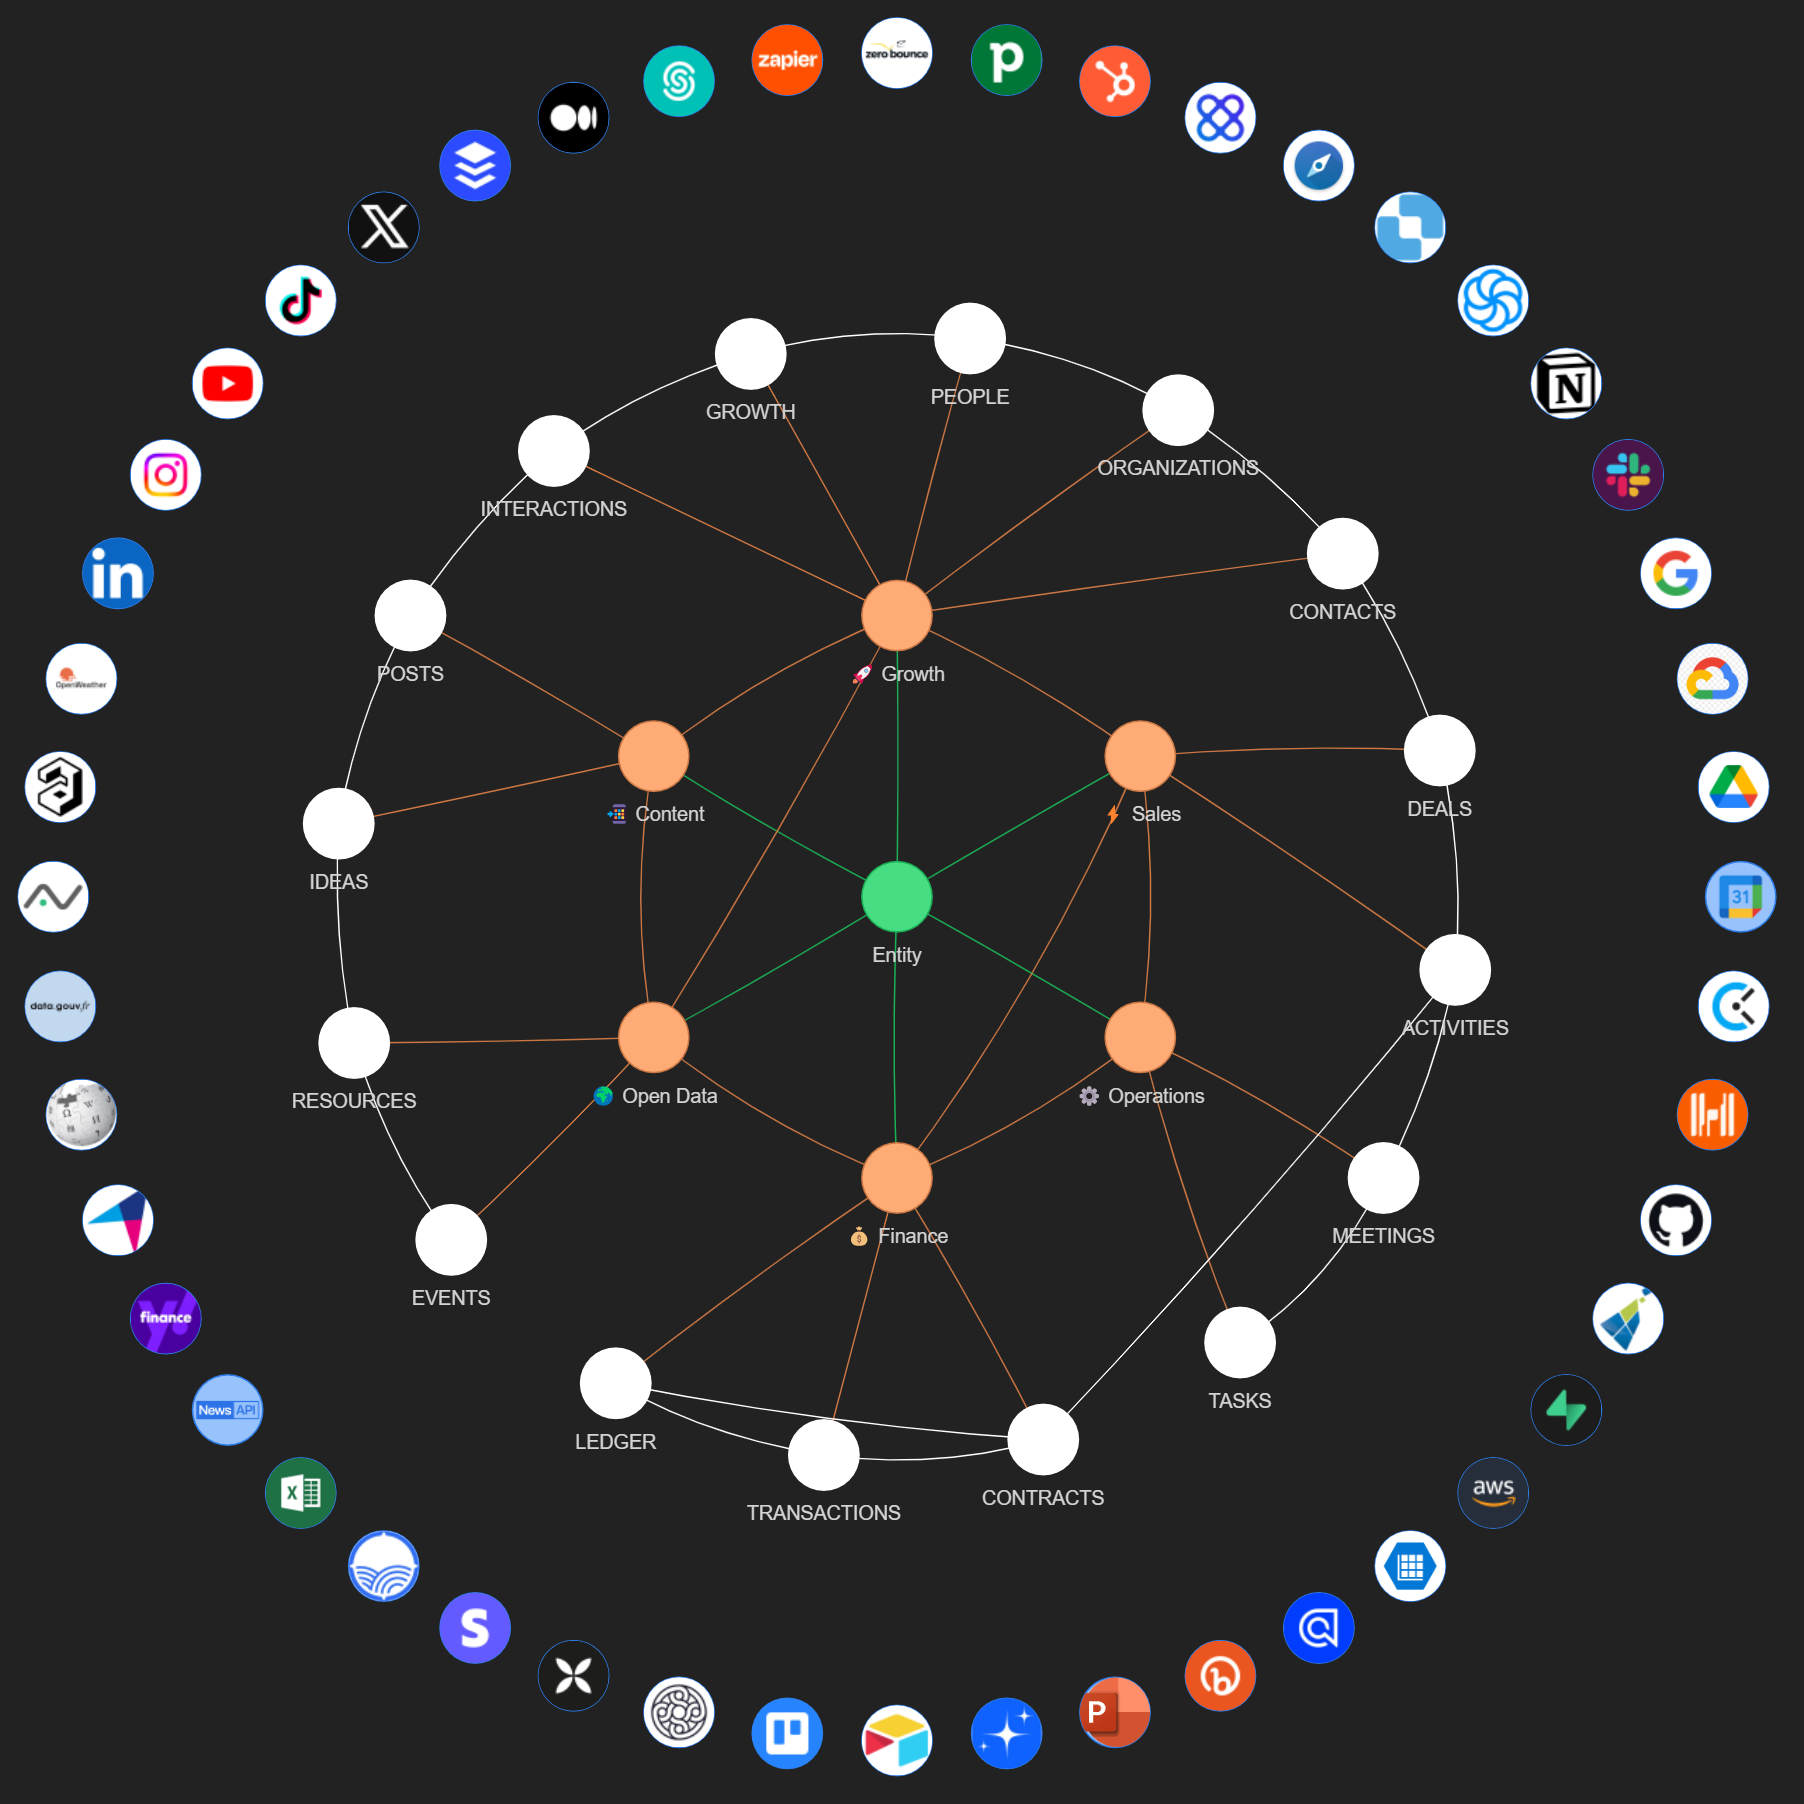 zapier
zero bounce
GROWTH
PEOPLE
ORGANIZATIONS
INTERACTIONS
CONTACTS
in
OpenWeather
POSTS
🚀 Growth
📲 Content
⚡ Sales
DEALS
IDEAS
31
Entity
data.gouv.fr
ACTIVITIES
RESOURCES
🌍 Open Data
⚙️ Operations
💰 Finance
MEETINGS
EVENTS
finance
News API
TASKS
LEDGER
CONTRACTS
TRANSACTIONS
X
aws
S
P